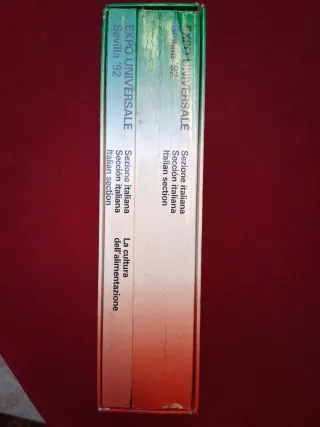 EXPO UNIVERSALE
Sevilla '92
Sezione italiana
Sección italiana
Italian section
EXPO UNIVERSALE
Sevilla '92
Sezione italiana
Sección italiana
Italian section
La cultura
dell'alimentazione